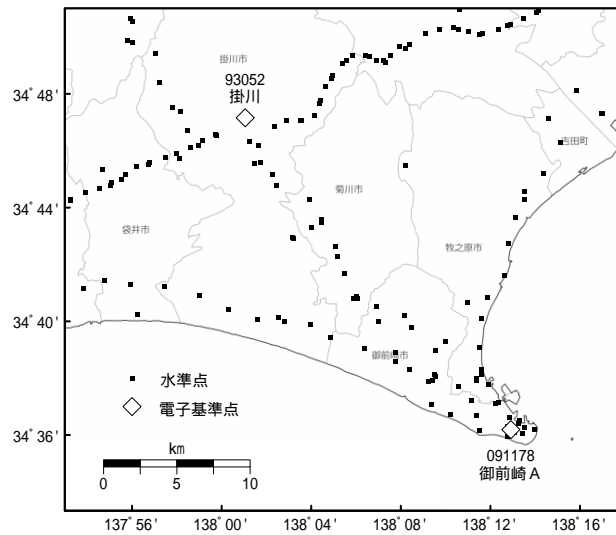 掛川市
93052
掛川
34° 48'
吉田町
菊川市
34° 44'
袋井市
牧之原市
34° 40'
御前崎市
水準点
電子基準点
34° 36'
km
0 5 10
091178
御前崎A
137° 56' 138° 00' 138° 04' 138° 08' 138° 12' 138° 16'